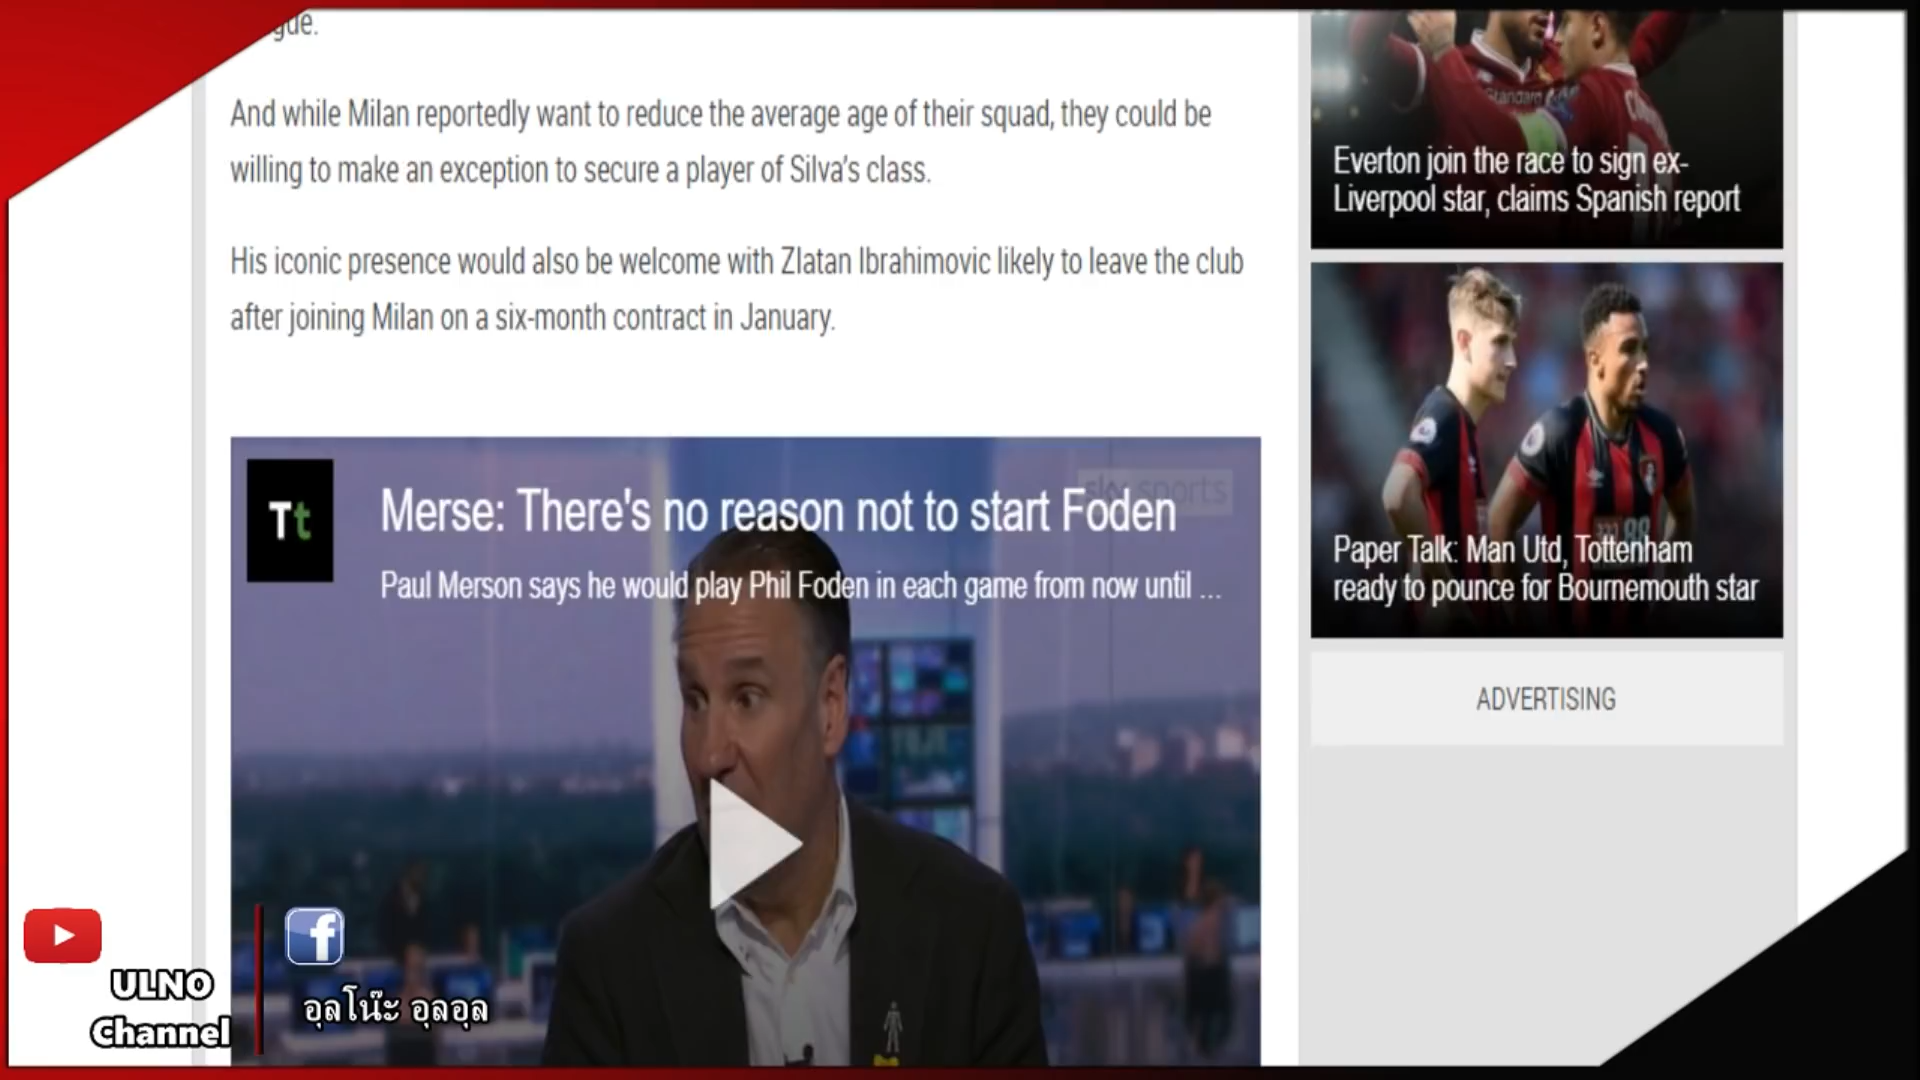 gue.
And while Milan reportedly want to reduce the average age of their squad, they could be
willing to make an exception to secure a player of Silva's class.
His iconic presence would also be welcome with Zlatan Ibrahimovic likely to leave the club
after joining Milan on a six-month contract in January.
Tt
sky sports
Merse: There's no reason not to start Foden
Paul Merson says he would play Phil Foden in each game from now until ...
Standard
Everton join the race to sign ex-
Liverpool star, claims Spanish report
Paper Talk: Man Utd, Tottenham
ready to pounce for Bournemouth star
ADVERTISING
ULNO
Channel
f
อุลโน๊ะ อุลอุล